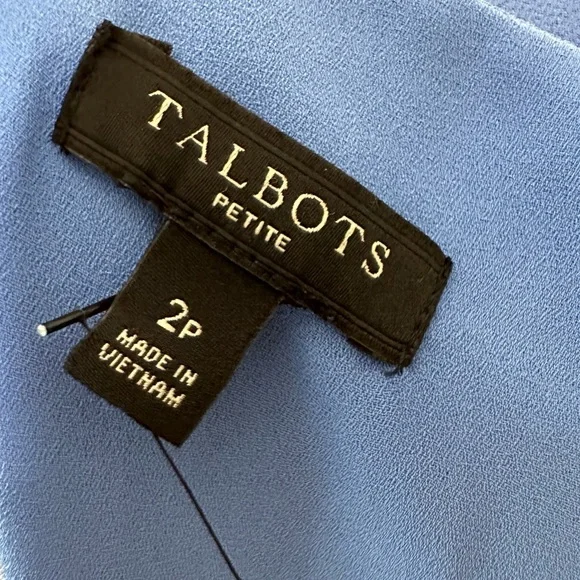 TALBOTS
PETITE
2P
MADE IN
VIETNAM